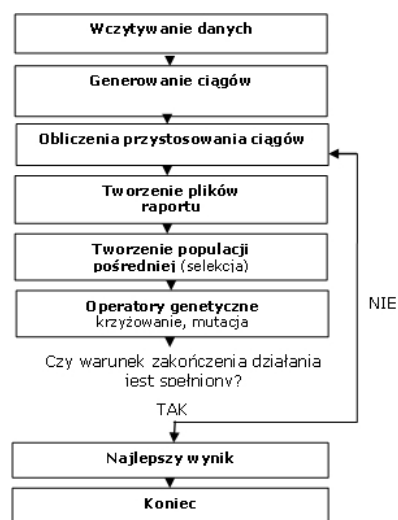 Wczytywanie danych
Generowanie ciągów
Obliczenia przystosowania ciągów
Tworzenie plików
raportu
Tworzenie populacji
pośredniej (selekcja)
Operatory genetyczne
krzyżowanie, mutacja
NIE
Czy warunek zakończenia działania
jest spełniony?
TAK
Najlepszy wynik
Koniec